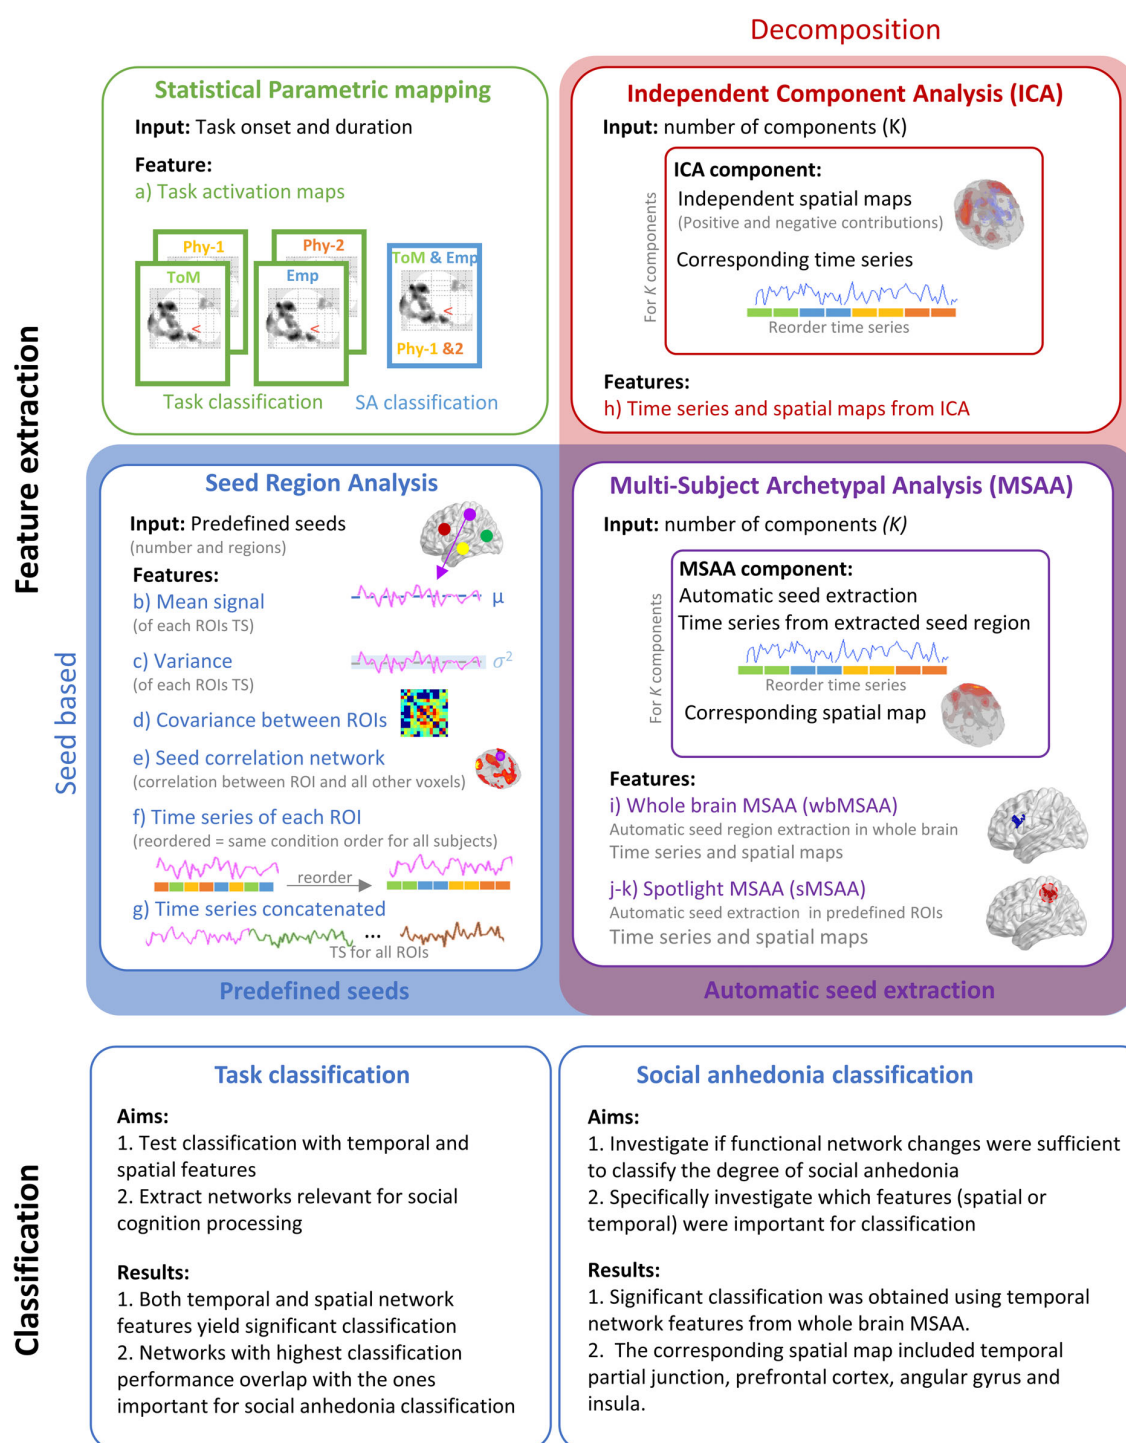 Decomposition
Feature extraction
Statistical Parametric mapping
Input: Task onset and duration
Feature:
a) Task activation maps
Phy-1
Phy-2
ToM
Emp
ToM & Emp
<
<
<
Phy-1 &2
Task classification
SA classification
Independent Component Analysis (ICA)
Input: number of components (K)
For K components
ICA component:
Independent spatial maps
(Positive and negative contributions)
Corresponding time series
Reorder time series
Features:
h) Time series and spatial maps from ICA
Seed based
Seed Region Analysis
Input: Predefined seeds
(number and regions)
Features:
b) Mean signal
μ
(of each ROIs TS)
c) Variance
σ²
(of each ROIs TS)
d) Covariance between ROIs
e) Seed correlation network
(correlation between ROI and all other voxels)
f) Time series of each ROI
(reordered = same condition order for all subjects)
reorder
g) Time series concatenated
...
TS for all ROIs
Predefined seeds
Multi-Subject Archetypal Analysis (MSAA)
Input: number of components (K)
For K components
MSAA component:
Automatic seed extraction
Time series from extracted seed region
Reorder time series
Corresponding spatial map
Features:
i) Whole brain MSAA (wbMSAA)
Automatic seed region extraction in whole brain
Time series and spatial maps
j-k) Spotlight MSAA (sMSAA)
Automatic seed extraction in predefined ROIs
Time series and spatial maps
Automatic seed extraction
Classification
Task classification
Aims:
1. Test classification with temporal and
spatial features
2. Extract networks relevant for social
cognition processing
Results:
1. Both temporal and spatial network
features yield significant classification
2. Networks with highest classification
performance overlap with the ones
important for social anhedonia classification
Social anhedonia classification
Aims:
1. Investigate if functional network changes were sufficient
to classify the degree of social anhedonia
2. Specifically investigate which features (spatial or
temporal) were important for classification
Results:
1. Significant classification was obtained using temporal
network features from whole brain MSAA.
2. The corresponding spatial map included temporal
partial junction, prefrontal cortex, angular gyrus and
insula.